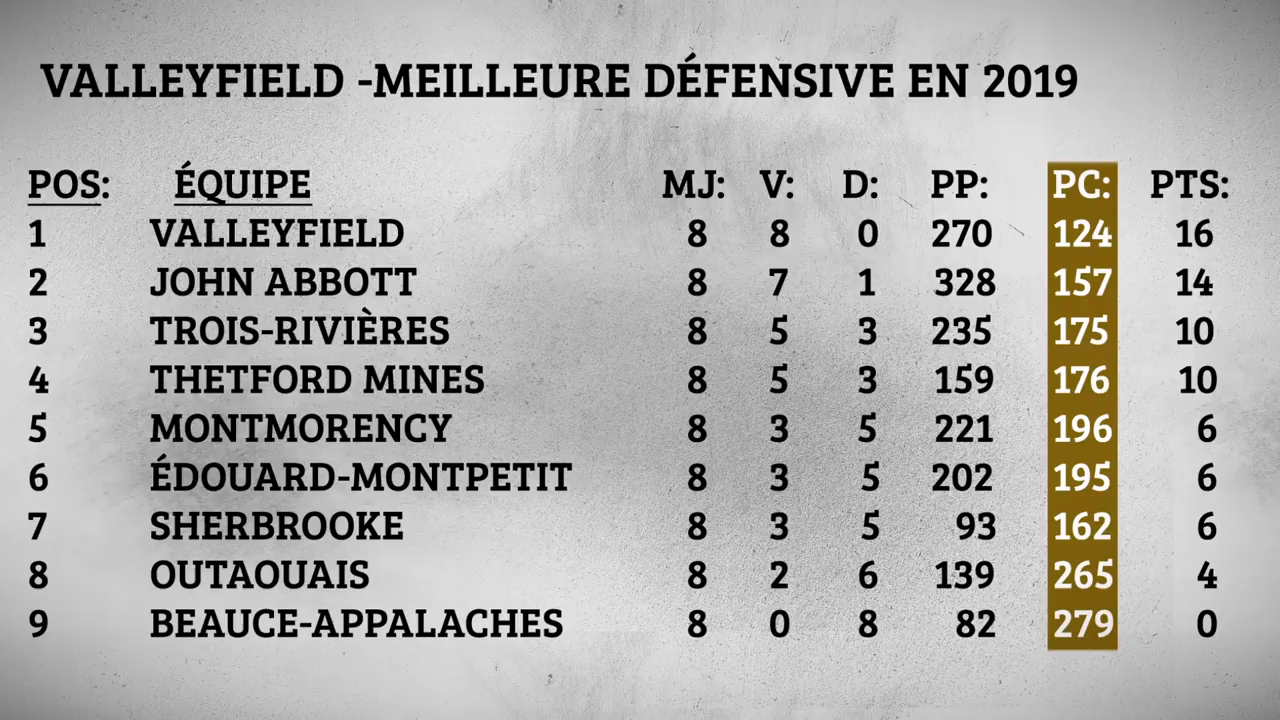 VALLEYFIELD -MEILLEURE DÉFENSIVE EN 2019
POS: ÉQUIPE MJ: V: D: PP: PC: PTS:
1 VALLEYFIELD 8 8 0 270 124 16
2 JOHN ABBOTT 8 7 1 328 157 14
3 TROIS-RIVIÈRES 8 5 3 235 175 10
4 THETFORD MINES 8 5 3 159 176 10
5 MONTMORENCY 8 3 5 221 196 6
6 ÉDOUARD-MONTPETIT 8 3 5 202 195 6
7 SHERBROOKE 8 3 5 93 162 6
8 OUTAOUAIS 8 2 6 139 265 4
9 BEAUCE-APPALACHES 8 0 8 82 279 0